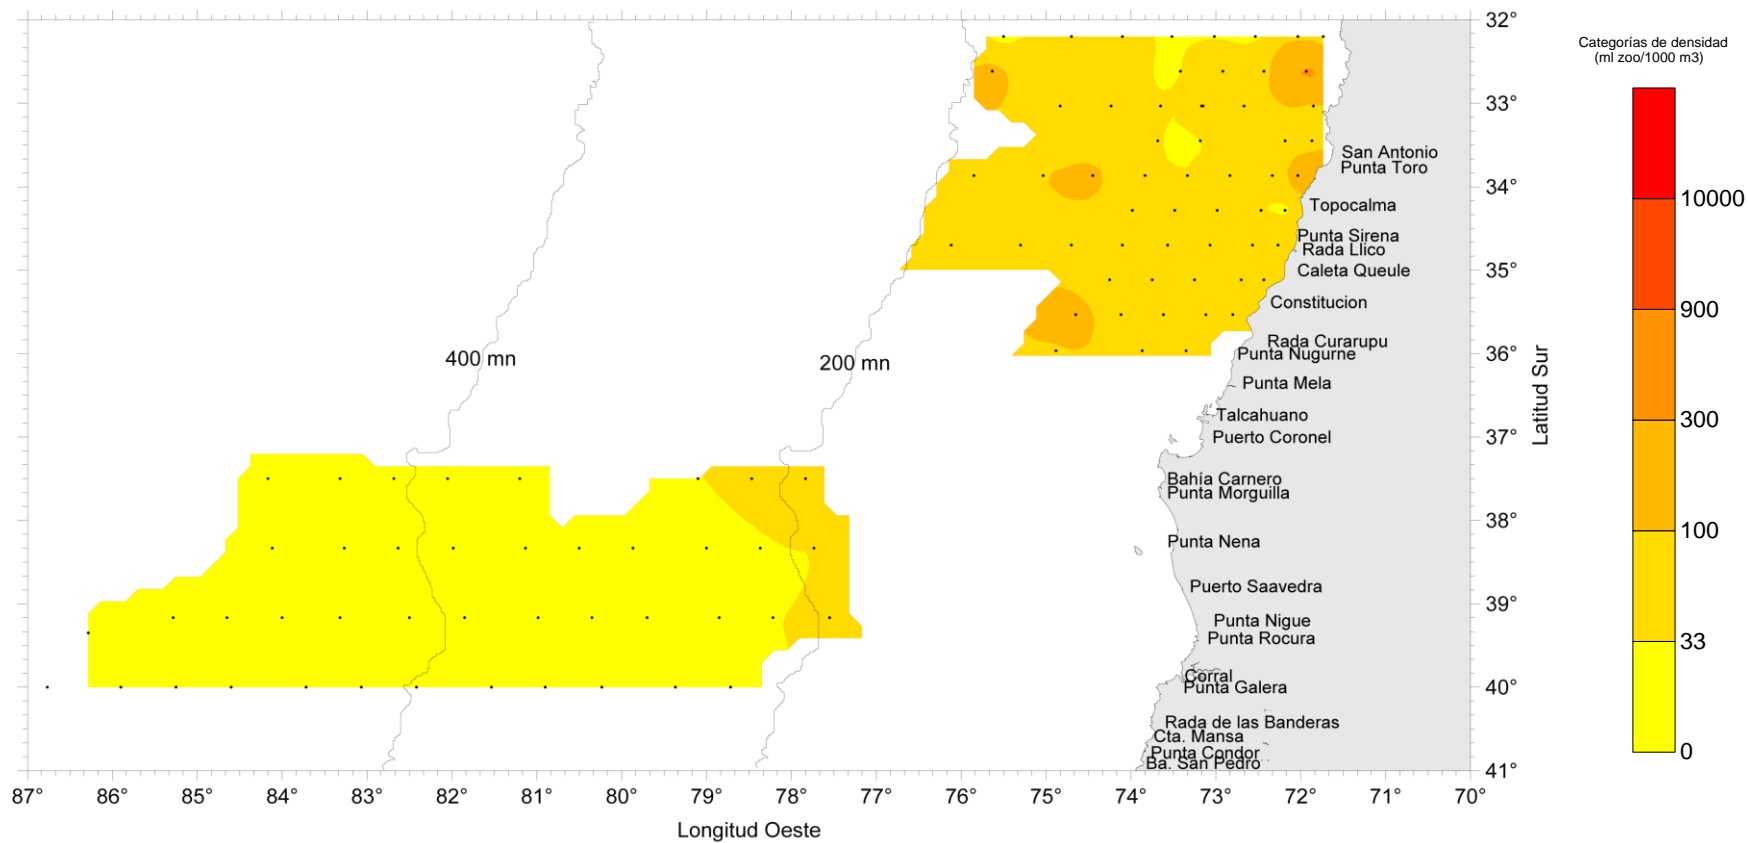 Categorías de densidad
(ml zoo/1000 m3)
10000
900
300
100
33
0
32°
33°
34°
35°
36°
37°
38°
39°
40°
41°
Latitud Sur
San Antonio
Punta Toro
Topocalma
Punta Sirena
Rada Llico
Caleta Queule
Constitucion
Rada Curarupu
Punta Nugurne
Punta Mela
Talcahuano
Puerto Coronel
Bahía Carnero
Punta Morguilla
Punta Nena
Puerto Saavedra
Punta Nigue
Punta Rocura
Corral
Punta Galera
Rada de las Banderas
Cta. Mansa
Punta Condor
Ba. San Pedro
400 mn
200 mn
87°
86°
85°
84°
83°
82°
81°
80°
79°
78°
77°
76°
75°
74°
73°
72°
71°
70°
Longitud Oeste